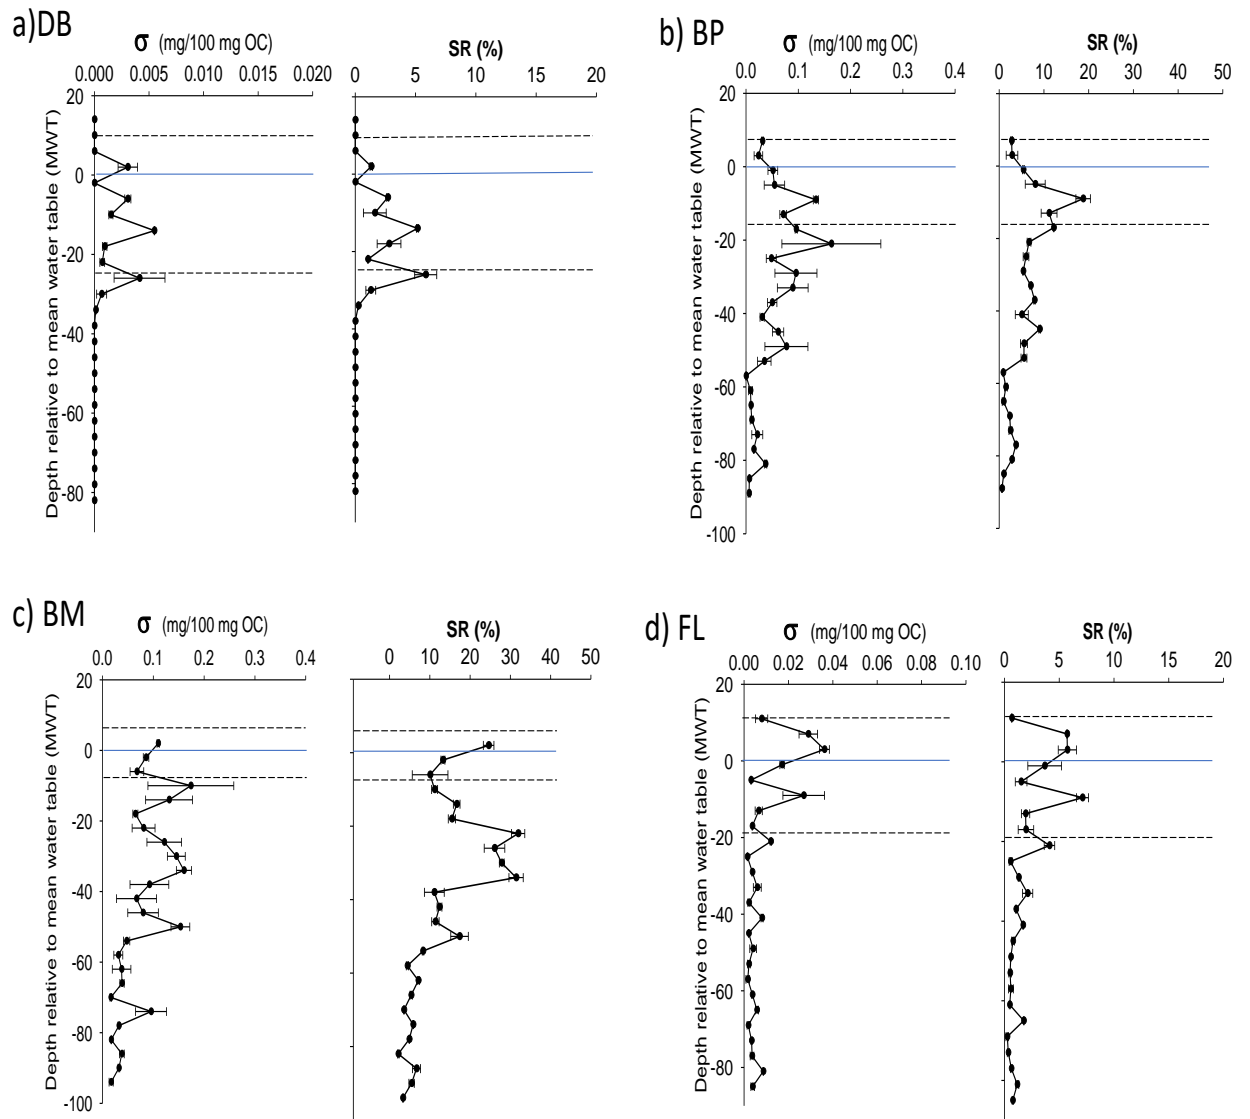 a)DB
σ (mg/100 mg OC)
0.000 0.005 0.010 0.015 0.020
SR (%)
0 5 10 15 20
Depth relative to mean water table (MWT)
20
0
-20
-40
-60
-80
b) BP
σ (mg/100 mg OC)
0.0 0.1 0.2 0.3 0.4
SR (%)
0 10 20 30 40 50
Depth relative to mean water table (MWT)
20
0
-20
-40
-60
-80
-100
c) BM
σ (mg/100 mg OC)
0.0 0.1 0.2 0.3 0.4
SR (%)
0 10 20 30 40 50
Depth relative to mean water table (MWT)
20
0
-20
-40
-60
-80
-100
d) FL
σ (mg/100 mg OC)
0.00 0.02 0.04 0.06 0.08 0.10
SR (%)
0 5 10 15 20
Depth relative to mean water table (MWT)
20
0
-20
-40
-60
-80